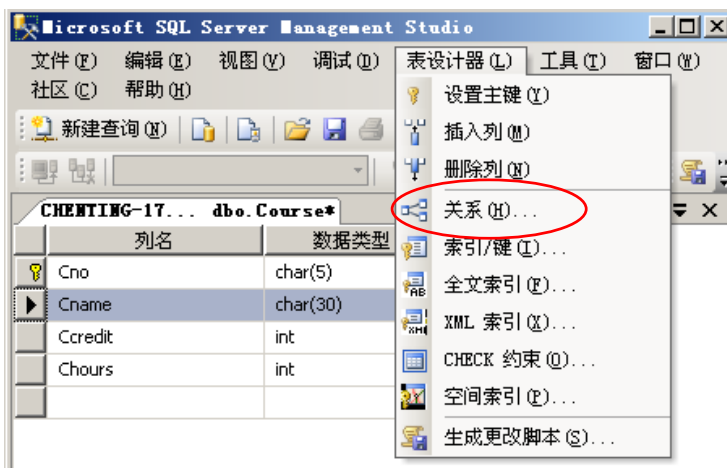 Microsoft SQL Server Management Studio
文件(F) 编辑(E) 视图(V) 调试(D) 表设计器(L) 工具(T) 窗口(W)
社区(C) 帮助(H)
新建查询(N)
设置主键(Y)
插入列(M)
删除列(N)
关系(H)...
索引/键(I)...
全文索引(F)...
XML 索引(X)...
CHECK 约束(O)...
空间索引(P)...
生成更改脚本(S)...
CHENTING-17... dbo.Course*
列名 数据类型
Cno char(5)
Cname char(30)
Ccredit int
Chours int